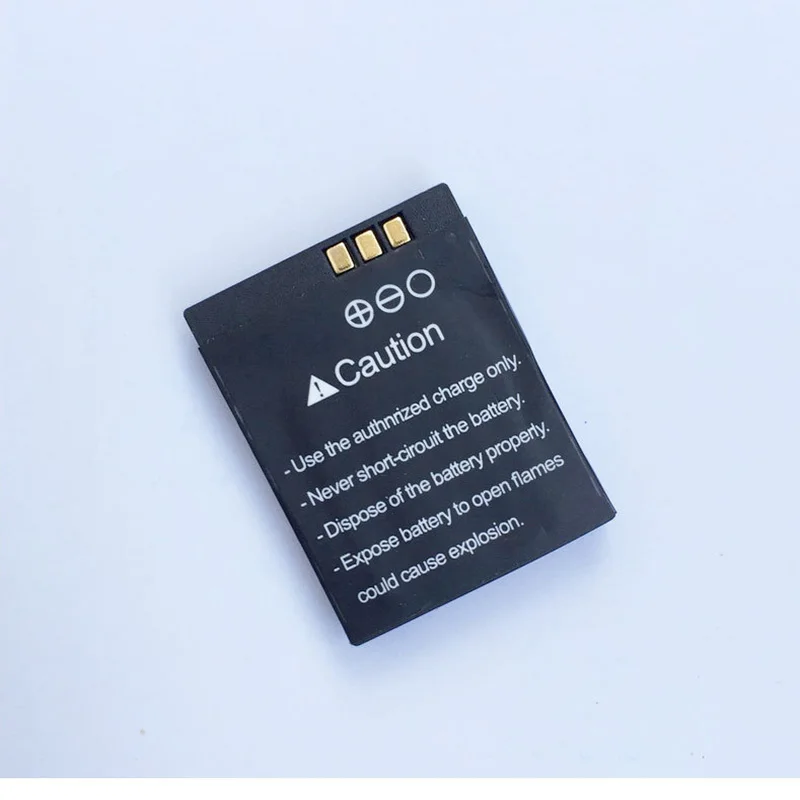 ⊕⊖○
⚠Caution
- Use the authnrized charge only.
- Never short-cirouit the battery.
- Dispose of the battery properly.
- Expose battery to open flames
could cause explosion.